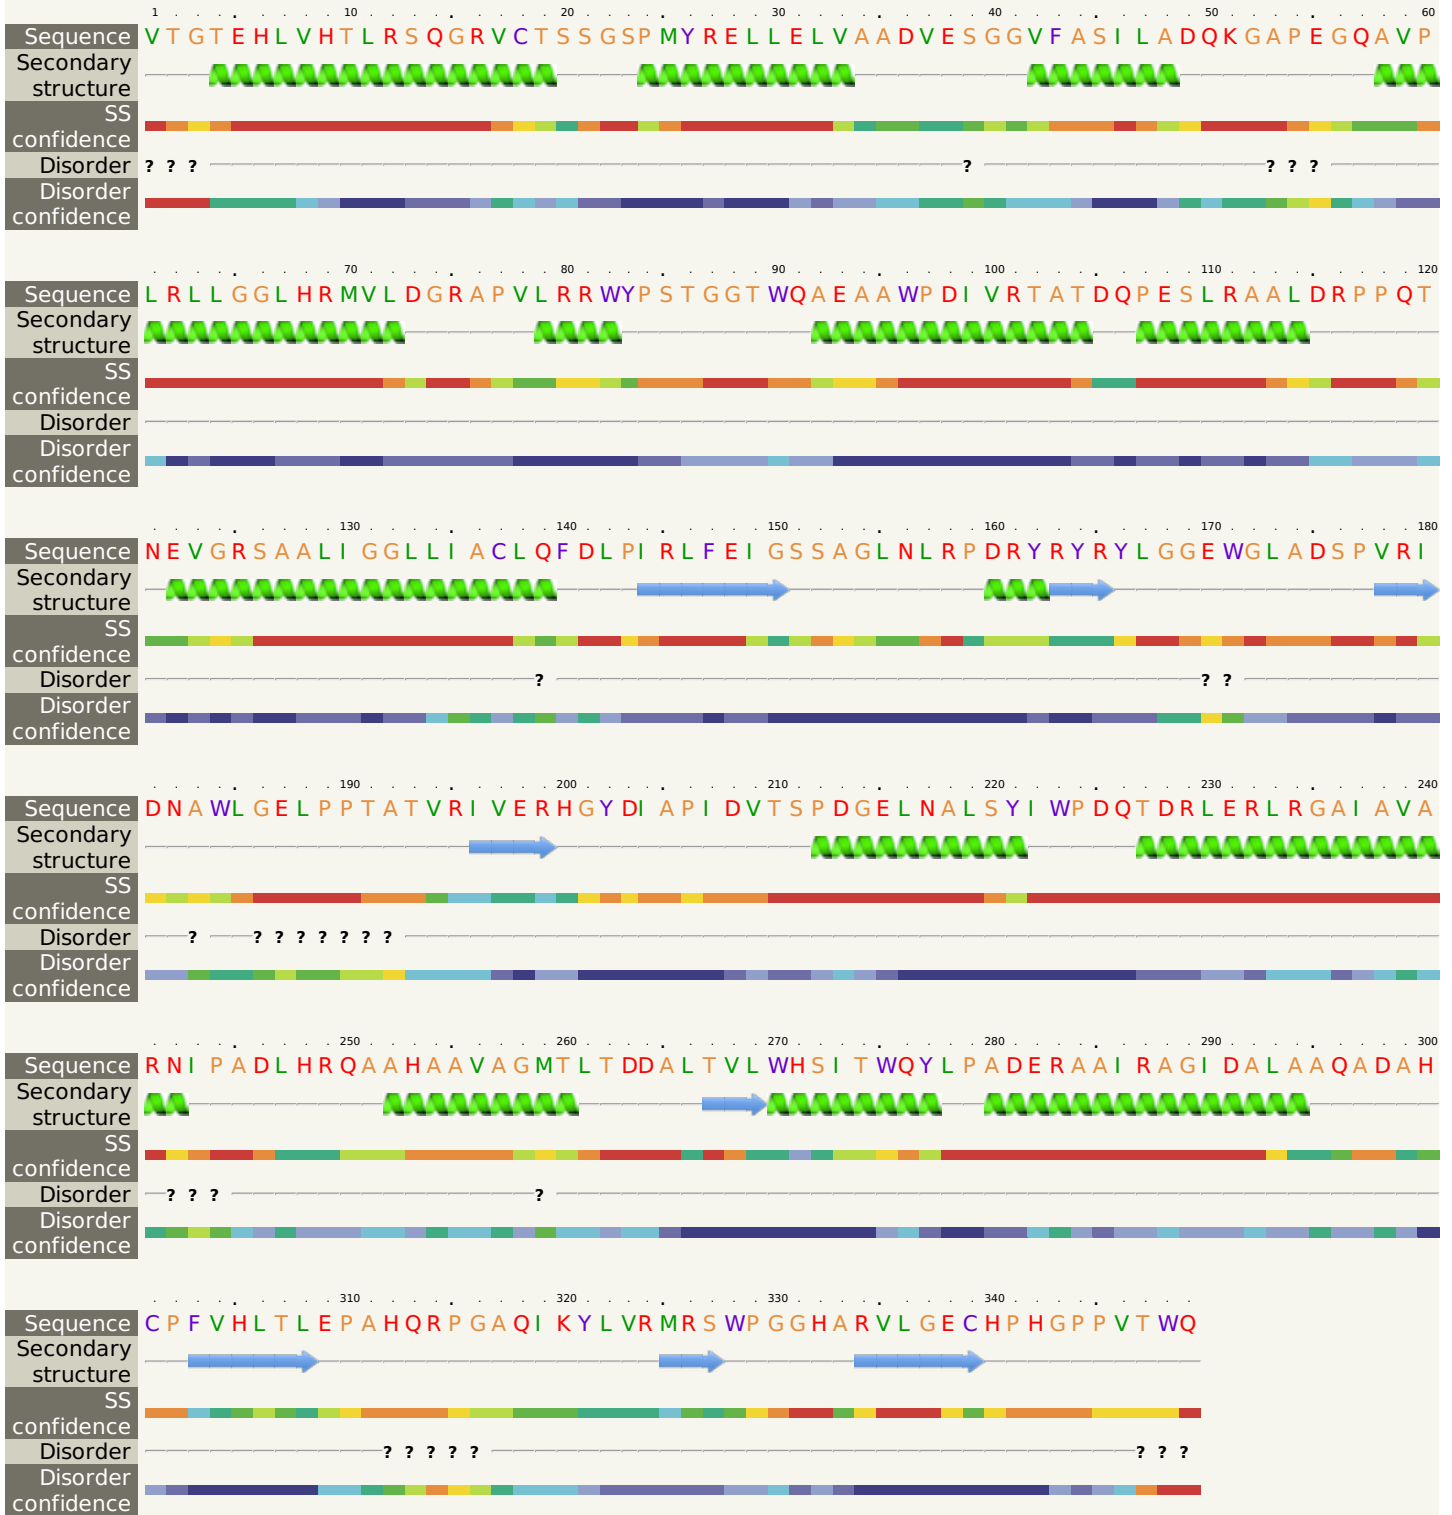 1 10 20 30 40 50 60
Sequence VTGTEHLVHTLRSQGRVCTSSGSPMYRELLELVAADVESGGVFASILADQKGAPEGQAVP
Secondary
structure
SS
confidence
Disorder ? ? ? ? ? ? ?
Disorder
confidence
70 80 90 100 110 120
Sequence LRLLGGLHRMVLDGRAPVLRRWYPSTGGTWQAEAAWPDIVRTATDQPESLRAALDRPPQT
Secondary
structure
SS
confidence
Disorder
Disorder
confidence
130 140 150 160 170 180
Sequence NEVGRSAALIGGLLIACLQFDLPIRLFEIGSSAGLNLRPDRYRYRYLGGEWGLADSPVRI
Secondary
structure
SS
confidence
Disorder ? ? ?
Disorder
confidence
190 200 210 220 230 240
Sequence DNAWLGELPPTATVRIVERHGYDIAPIDVTSPDGELNALSYIWPDQTDRLERLRGAIAVA
Secondary
structure
SS
confidence
Disorder ? ? ? ? ? ? ? ?
Disorder
confidence
250 260 270 280 290 300
Sequence RNIPADLHRQAAHAAVAGMTLTDDALTVLWHSITWQYLPADERAAIRAGIDALAAQADAH
Secondary
structure
SS
confidence
Disorder ? ? ? ?
Disorder
confidence
310 320 330 340
Sequence CPFVHLTLEPAHQRPGAQIKYLVRMRSWPGGHARVLGECHPHGPPVTWQ
Secondary
structure
SS
confidence
Disorder ? ? ? ? ? ? ? ?
Disorder
confidence